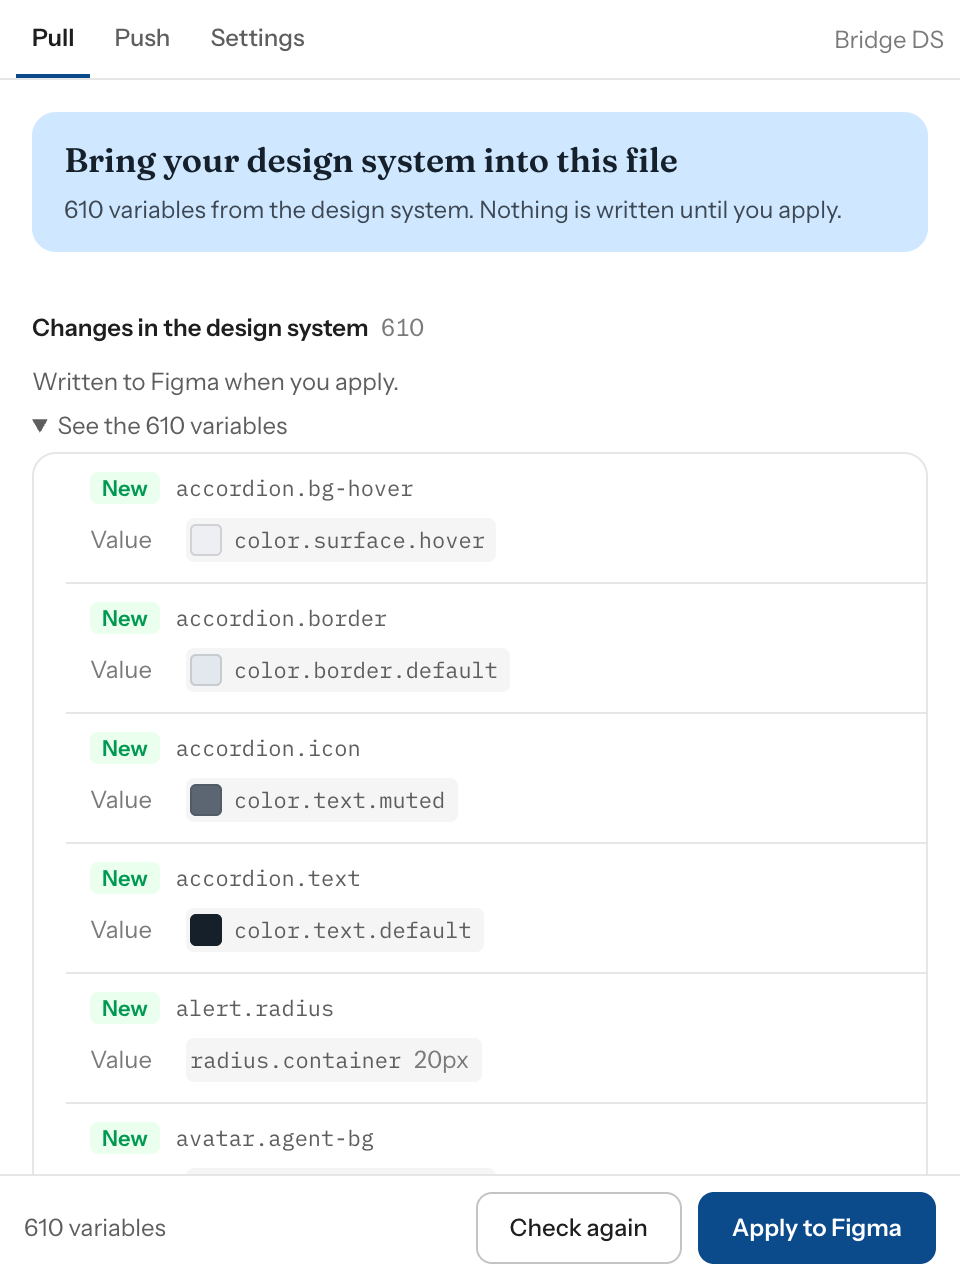 Pull Push Settings Bridge DS
Bring your design system into this file
610 variables from the design system. Nothing is written until you apply.
Changes in the design system 610
Written to Figma when you apply.
▼ See the 610 variables
New accordion.bg-hover
Value color.surface.hover
New accordion.border
Value color.border.default
New accordion.icon
Value color.text.muted
New accordion.text
Value color.text.default
New alert.radius
Value radius.container 20px
New avatar.agent-bg
610 variables Check again Apply to Figma